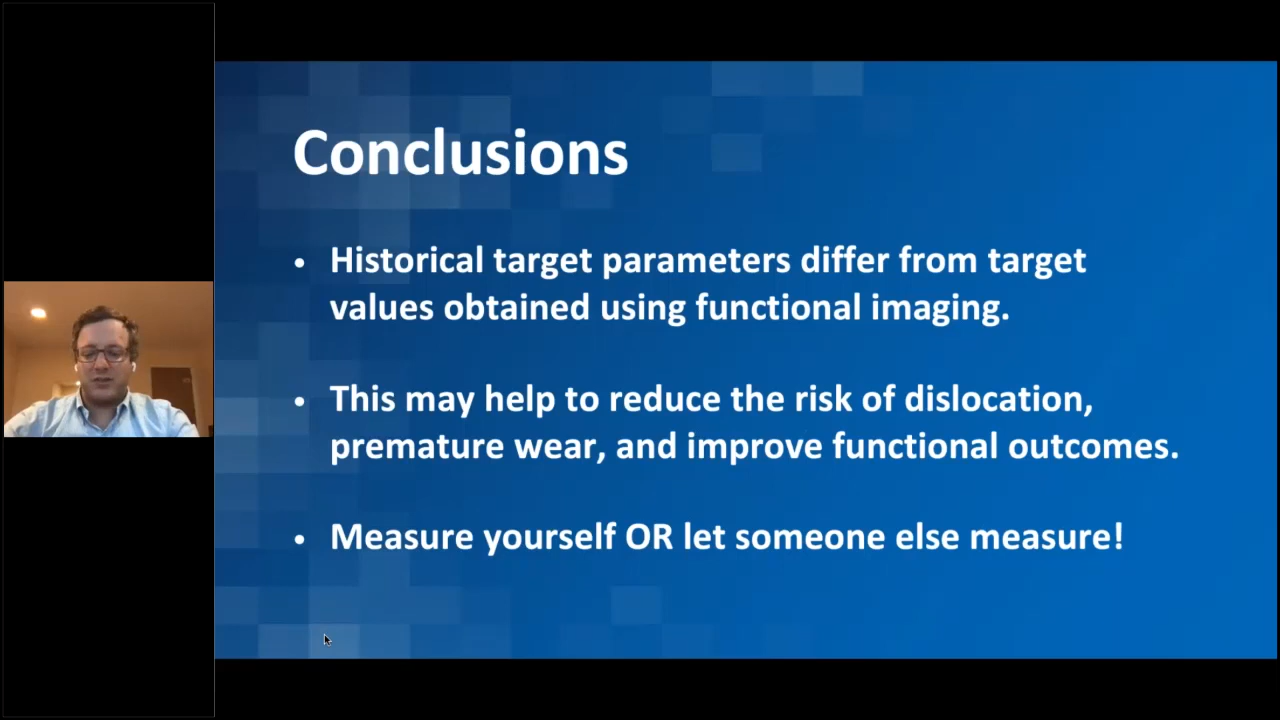 Conclusions
• Historical target parameters differ from target
values obtained using functional imaging.
• This may help to reduce the risk of dislocation,
premature wear, and improve functional outcomes.
• Measure yourself OR let someone else measure!